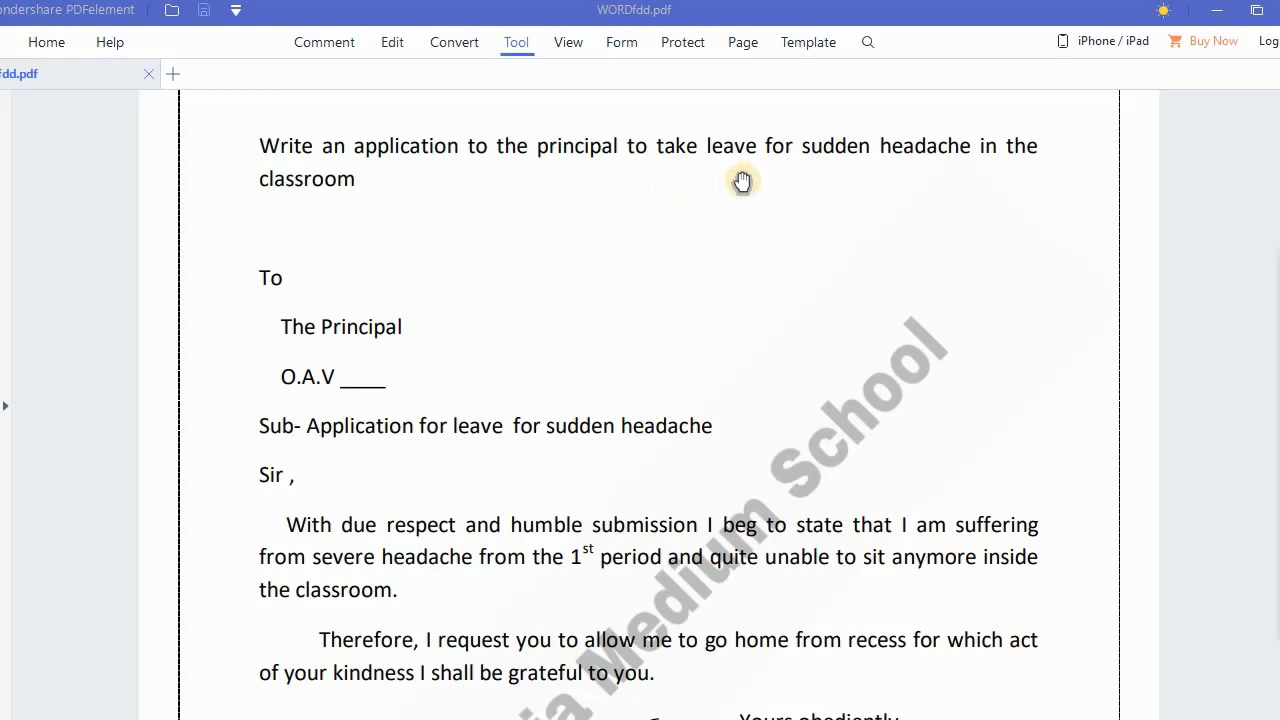 ondershare PDFelement
WORDfdd.pdf
Home Help Comment Edit Convert Tool View Form Protect Page Template iPhone / iPad Buy Now Log
fdd.pdf
Write an application to the principal to take leave for sudden headache in the
classroom
To
The Principal
O.A.V ____
Sub- Application for leave for sudden headache
Sir ,
With due respect and humble submission I beg to state that I am suffering
from severe headache from the 1st period and quite unable to sit anymore inside
the classroom.
Therefore, I request you to allow me to go home from recess for which act
of your kindness I shall be grateful to you.
Yours obediently
ia Medium School